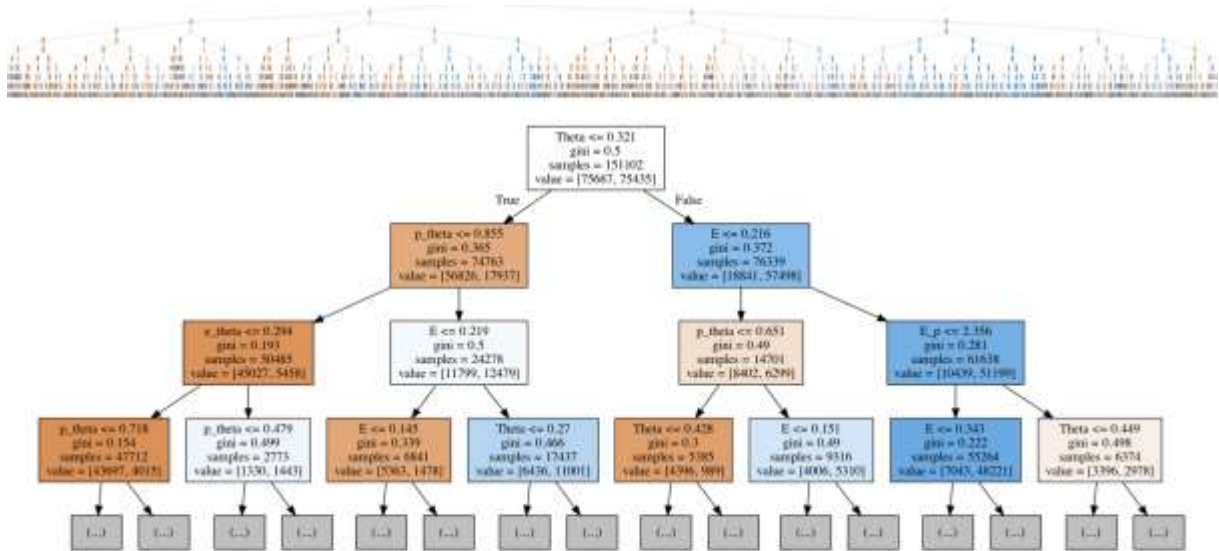 Theta <= 0.321
gini = 0.5
samples = 151102
value = [75667, 75435]
True
False
p_theta <= 0.855
gini = 0.365
samples = 74763
value = [56826, 17937]
E <= 0.216
gini = 0.372
samples = 76339
value = [18841, 57498]
e_theta <= 0.294
gini = 0.193
samples = 50485
value = [45027, 5458]
E <= 0.219
gini = 0.5
samples = 24278
value = [11799, 12479]
p_theta <= 0.651
gini = 0.49
samples = 14701
value = [8402, 6299]
E_p <= 2.356
gini = 0.281
samples = 61638
value = [10439, 51199]
p_theta <= 0.718
gini = 0.154
samples = 47712
value = [43697, 4015]
p_theta <= 0.479
gini = 0.499
samples = 2773
value = [1330, 1443]
E <= 0.145
gini = 0.339
samples = 6841
value = [5363, 1478]
Theta <= 0.27
gini = 0.466
samples = 17437
value = [6436, 11001]
Theta <= 0.428
gini = 0.3
samples = 5385
value = [4396, 989]
E <= 0.151
gini = 0.49
samples = 9316
value = [4006, 5310]
E <= 0.343
gini = 0.222
samples = 55264
value = [7043, 48221]
Theta <= 0.449
gini = 0.498
samples = 6374
value = [3396, 2978]
(...) (...) (...) (...) (...) (...) (...) (...) (...) (...) (...) (...) (...) (...) (...) (...)